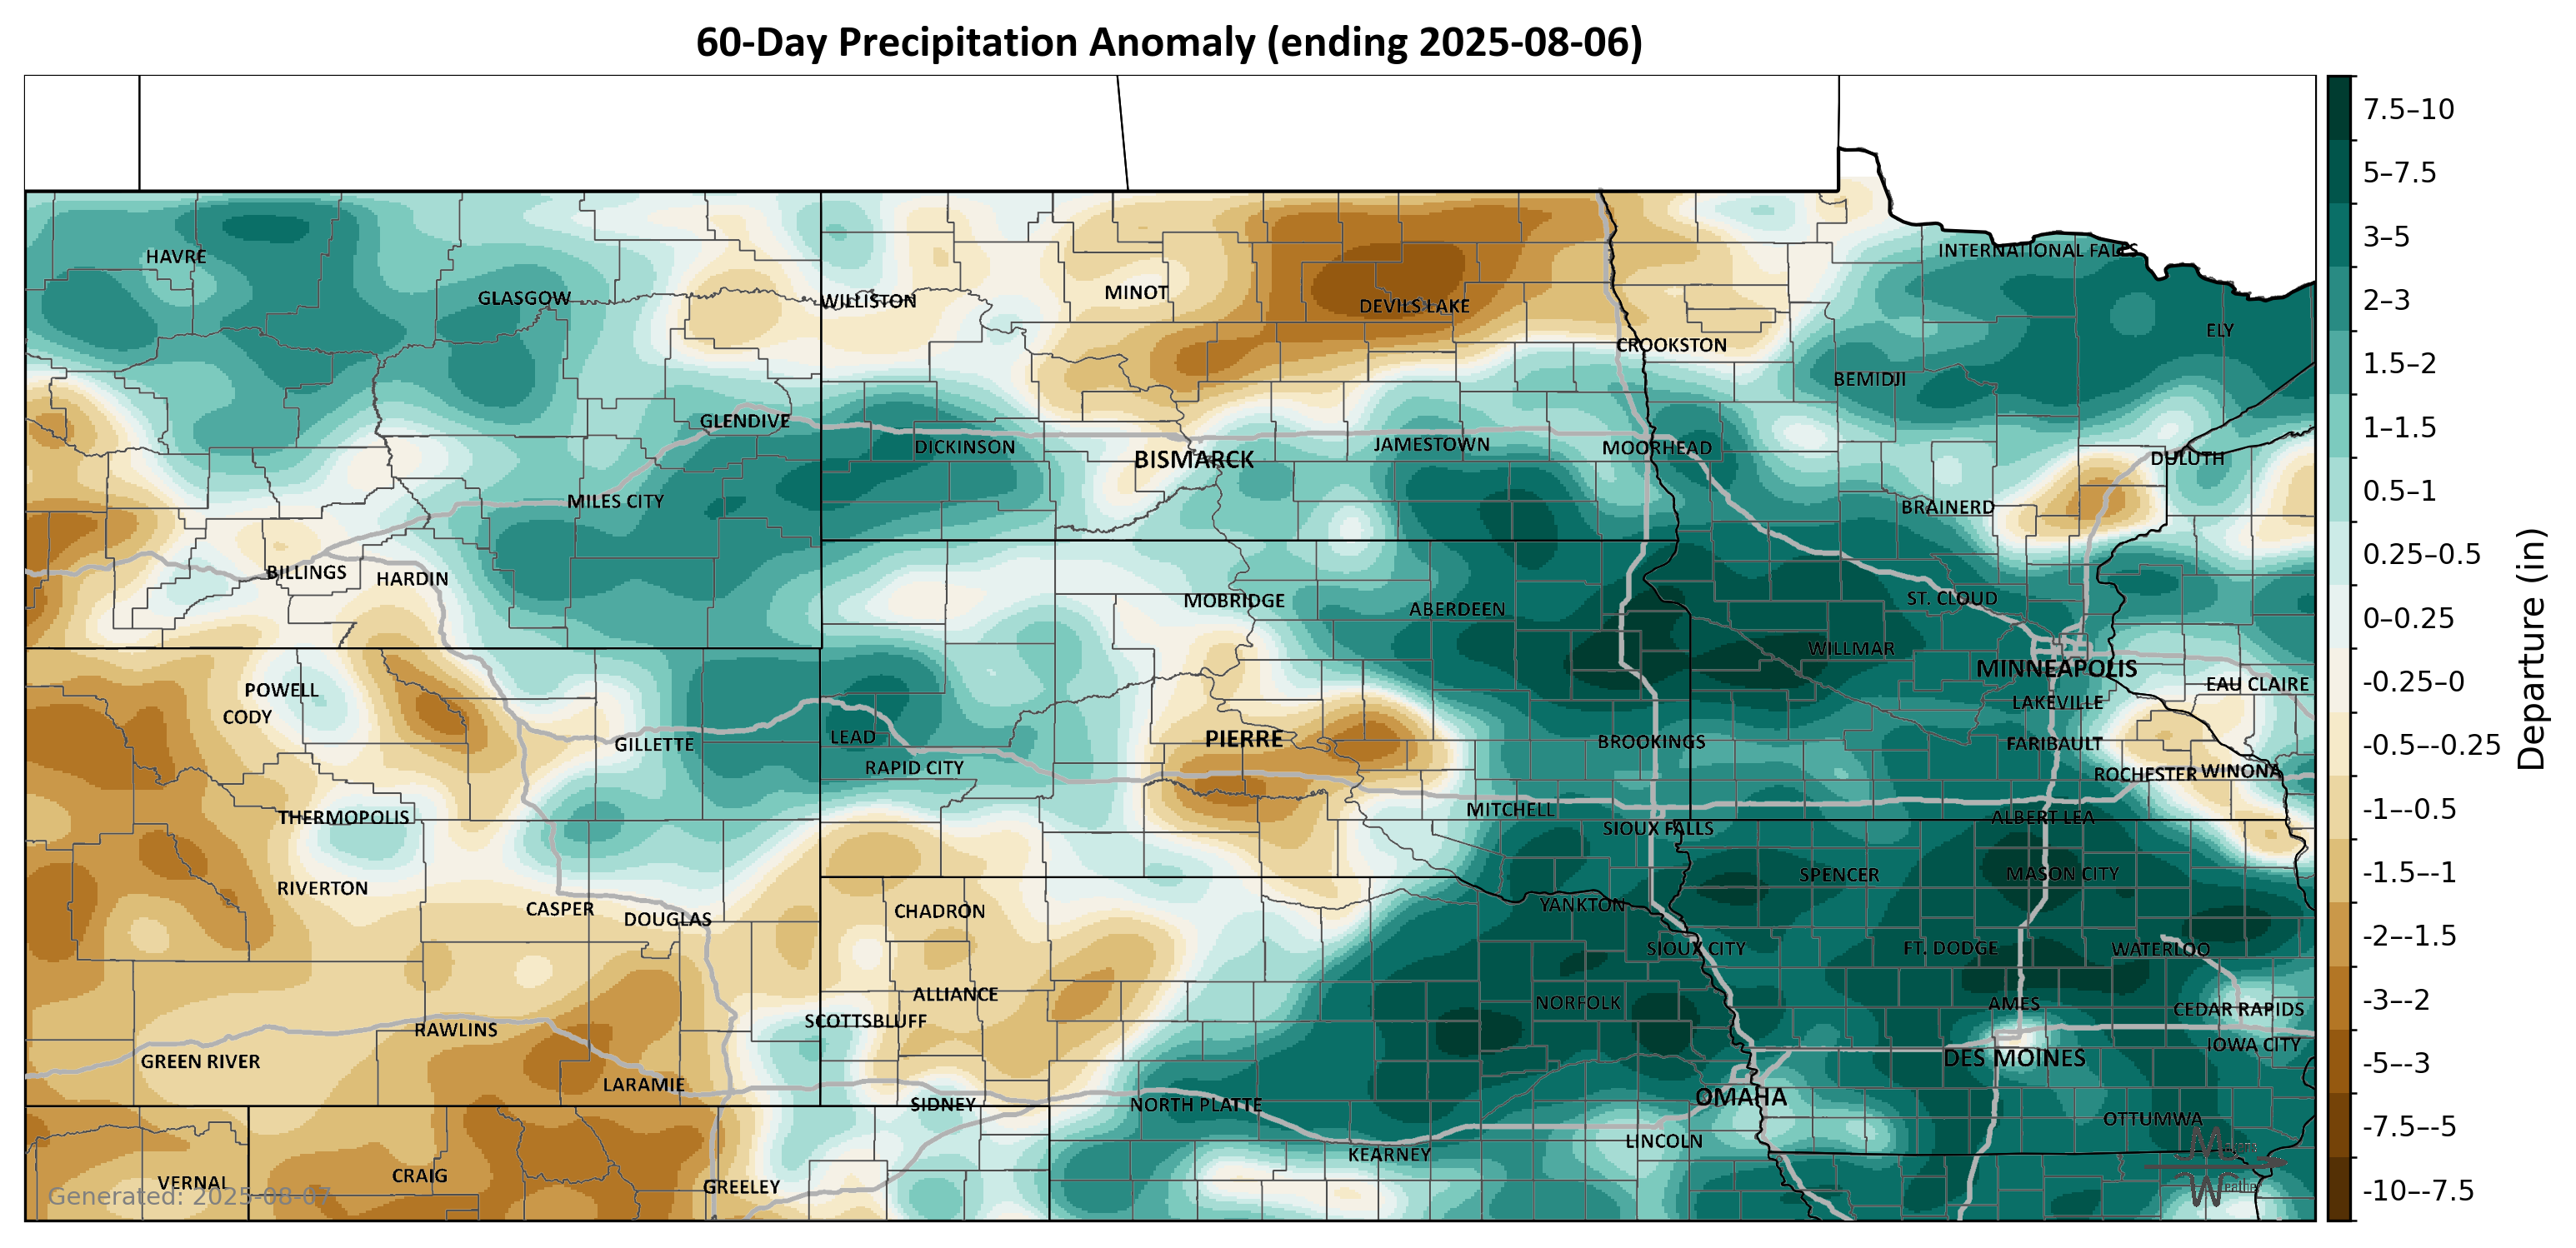 60-Day Precipitation Anomaly (ending 2025-08-06)
HAVRE
GLASGOW
WILLISTON
MINOT
DEVILS LAKE
CROOKSTON
INTERNATIONAL FALLS
ELY
BEMIDJI
GLENDIVE
DICKINSON
BISMARCK
JAMESTOWN
MOORHEAD
DULUTH
MILES CITY
BRAINERD
BILLINGS
HARDIN
MOBRIDGE
ABERDEEN
ST. CLOUD
WILLMAR
MINNEAPOLIS
EAU CLAIRE
POWELL
CODY
LAKEVILLE
GILLETTE
LEAD
PIERRE
BROOKINGS
FARIBAULT
RAPID CITY
ROCHESTER
WINONA
THERMOPOLIS
MITCHELL
SIOUX FALLS
ALBERT LEA
RIVERTON
SPENCER
MASON CITY
CASPER
DOUGLAS
CHADRON
YANKTON
SIOUX CITY
FT. DODGE
WATERLOO
ALLIANCE
NORFOLK
AMES
CEDAR RAPIDS
SCOTTSBLUFF
RAWLINS
IOWA CITY
GREEN RIVER
DES MOINES
LARAMIE
OMAHA
SIDNEY
NORTH PLATTE
OTTUMWA
LINCOLN
KEARNEY
VERNAL
CRAIG
GREELEY
Generated: 2025-08-07
7.5–10
5–7.5
3–5
2–3
1.5–2
1–1.5
0.5–1
0.25–0.5
0–0.25
-0.25–0
-0.5–-0.25
-1–-0.5
-1.5–-1
-2–-1.5
-3–-2
-5–-3
-7.5–-5
-10–-7.5
Departure (in)